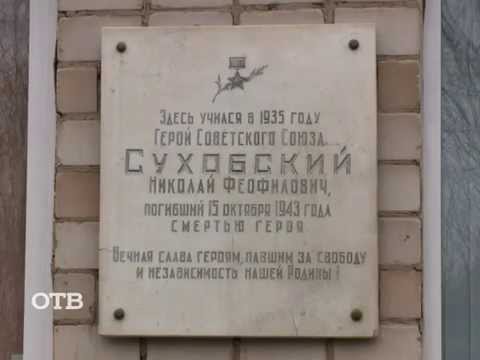 Здесь учился в 1935 году
Герой Советского Союза
Суховский
Николай Феофилович,
погибший 15 октября 1943 года
смертью героя
Вечная слава героям, павшим за свободу
и независимость нашей Родины!
ОТВ